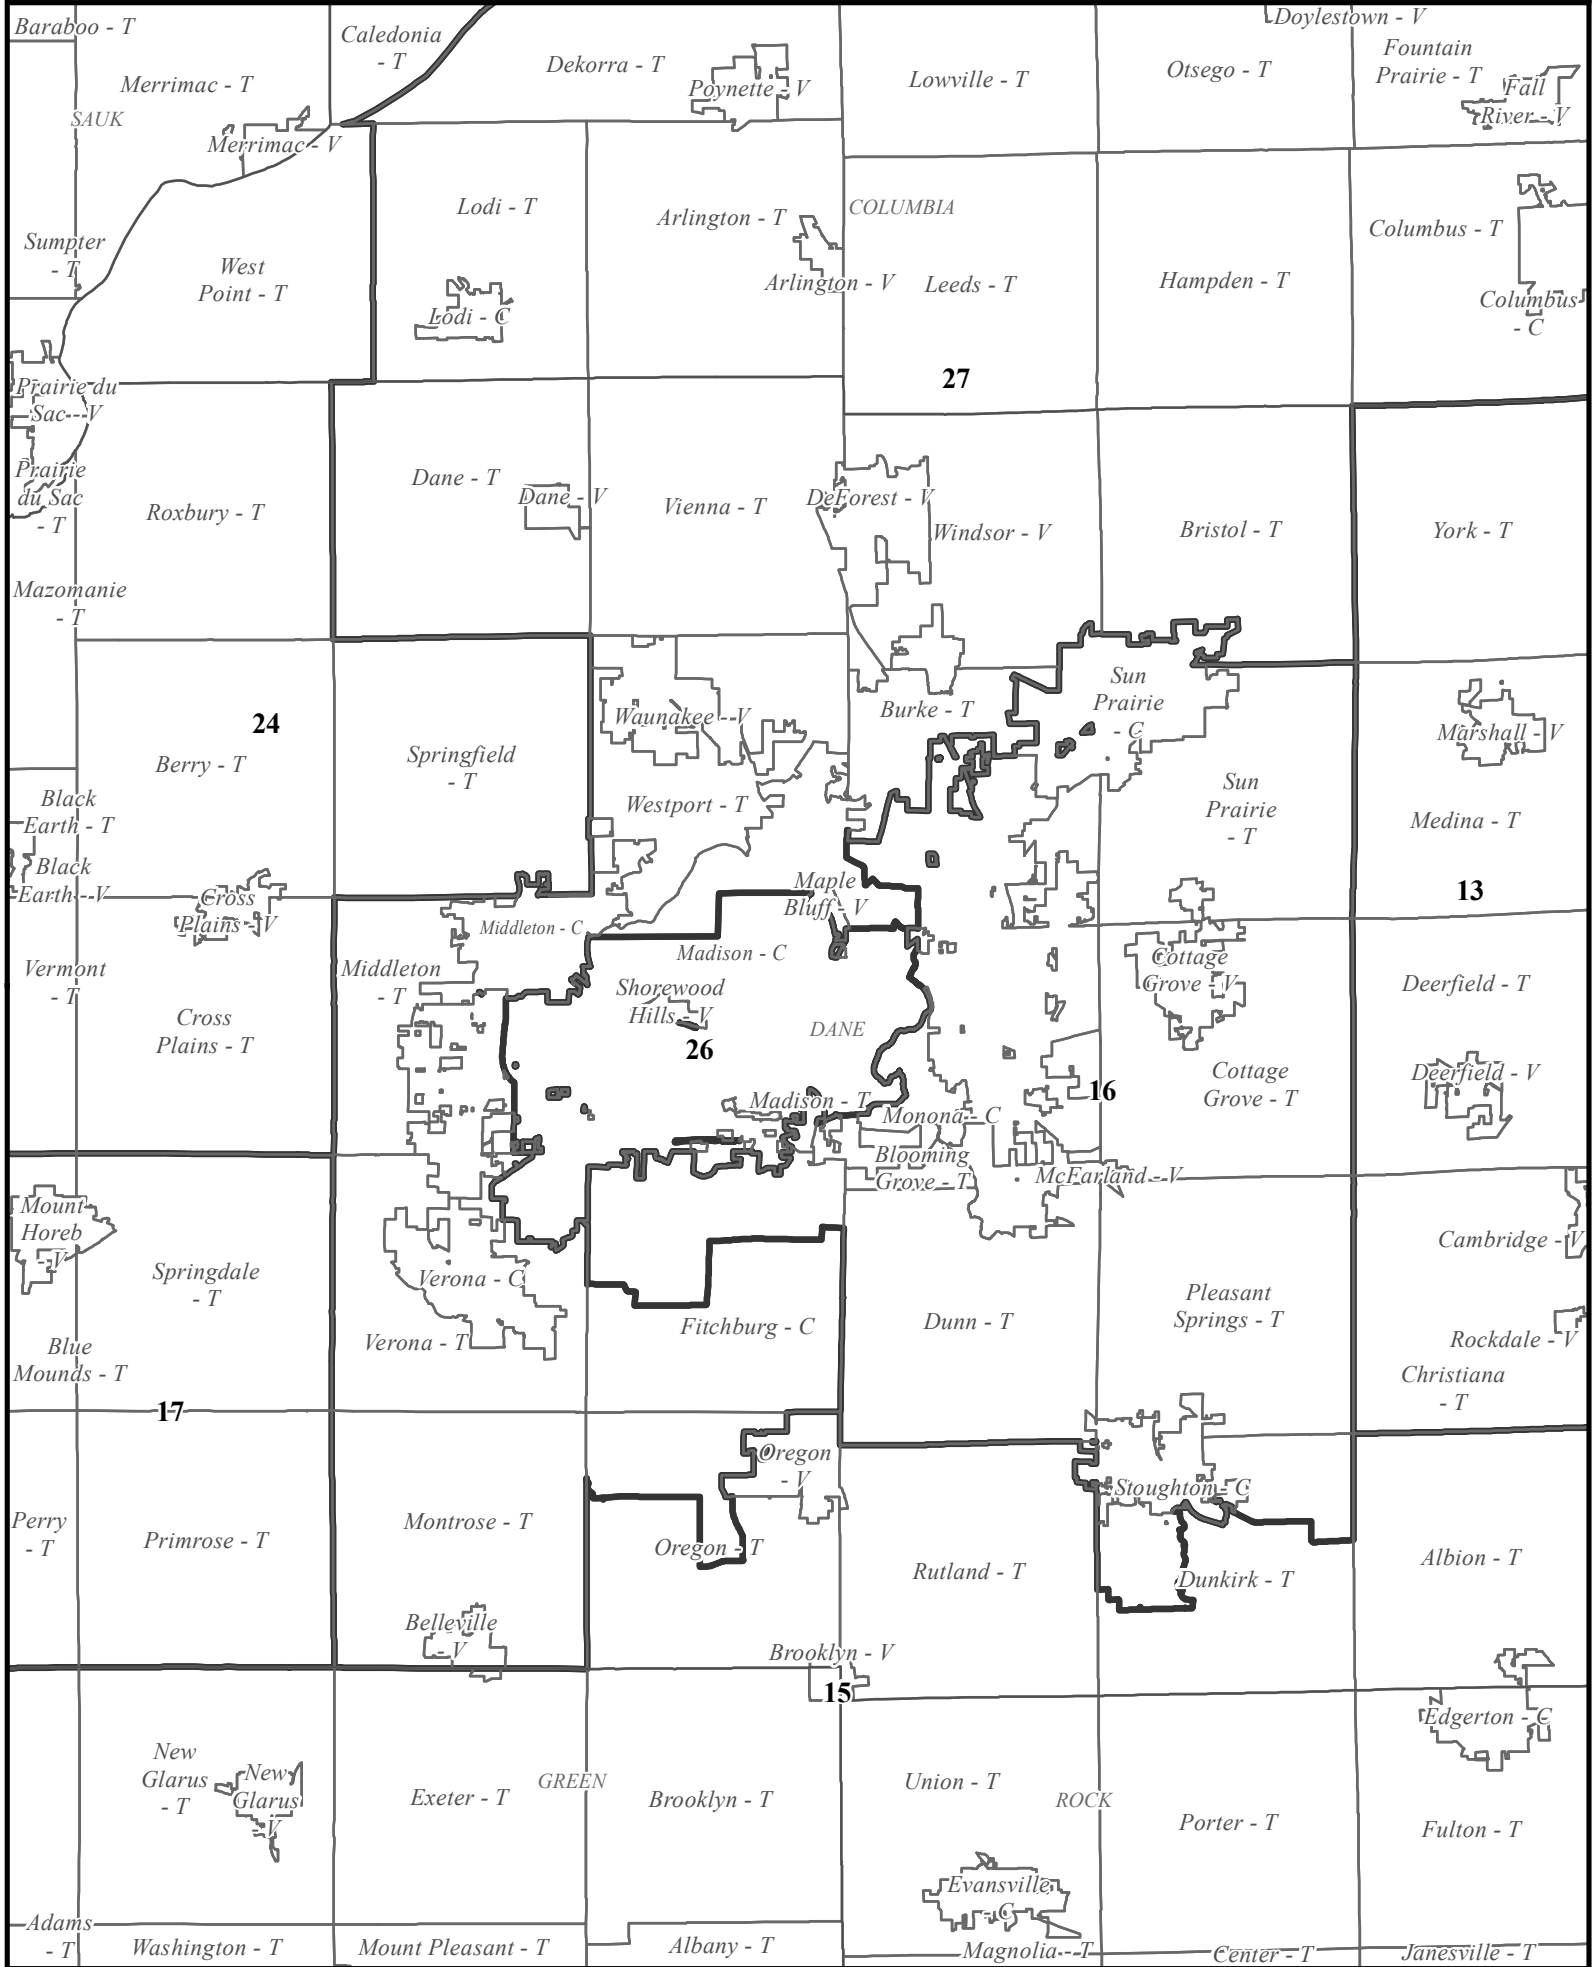 Baraboo - T
Caledonia
- T
Doylestown - V
Merrimac - T
Dekorra - T
Poynette - V
Lowville - T
Otsego - T
Fountain
Prairie - T
Fall
River - V
SAUK
Merrimac - V
Sumpter
- T
West
Point - T
Lodi - T
Lodi - C
Arlington - T
Arlington - V
COLUMBIA
Leeds - T
Hampden - T
Columbus - T
Columbus
- C
27
Prairie du
Sac - V
Prairie
du Sac
- T
Roxbury - T
Dane - T
Dane - V
Vienna - T
DeForest - V
Windsor - V
Bristol - T
York - T
Mazomanie
- T
24
Berry - T
Springfield
- T
Waunakee - V
Westport - T
Burke - T
Sun
Prairie
- C
Sun
Prairie
- T
Marshall - V
Medina - T
Black
Earth - T
Black
Earth - V
Cross
Plains - V
Middleton - C
Maple
Bluff - V
13
Vermont
- T
Cross
Plains - T
Middleton
- T
Madison - C
Shorewood
Hills - V
26
DANE
Cottage
Grove - V
Deerfield - T
Madison - T
Monona - C
16
Cottage
Grove - T
Deerfield - V
Blooming
Grove - T
McFarland - V
Mount
Horeb
- V
Springdale
- T
Verona - C
Verona - T
Fitchburg - C
Dunn - T
Pleasant
Springs - T
Cambridge - V
Rockdale - V
Christiana
- T
Blue
Mounds - T
17
Perry
- T
Primrose - T
Montrose - T
Oregon
- V
Oregon - T
Rutland - T
Stoughton - C
Dunkirk - T
Albion - T
Belleville
- V
Brooklyn - V
15
Edgerton - C
New
Glarus
- T
New
Glarus
- V
Exeter - T
GREEN
Brooklyn - T
Union - T
ROCK
Porter - T
Fulton - T
Evansville
- C
Adams
- T
Washington - T
Mount Pleasant - T
Albany - T
Magnolia - T
Center - T
Janesville - T